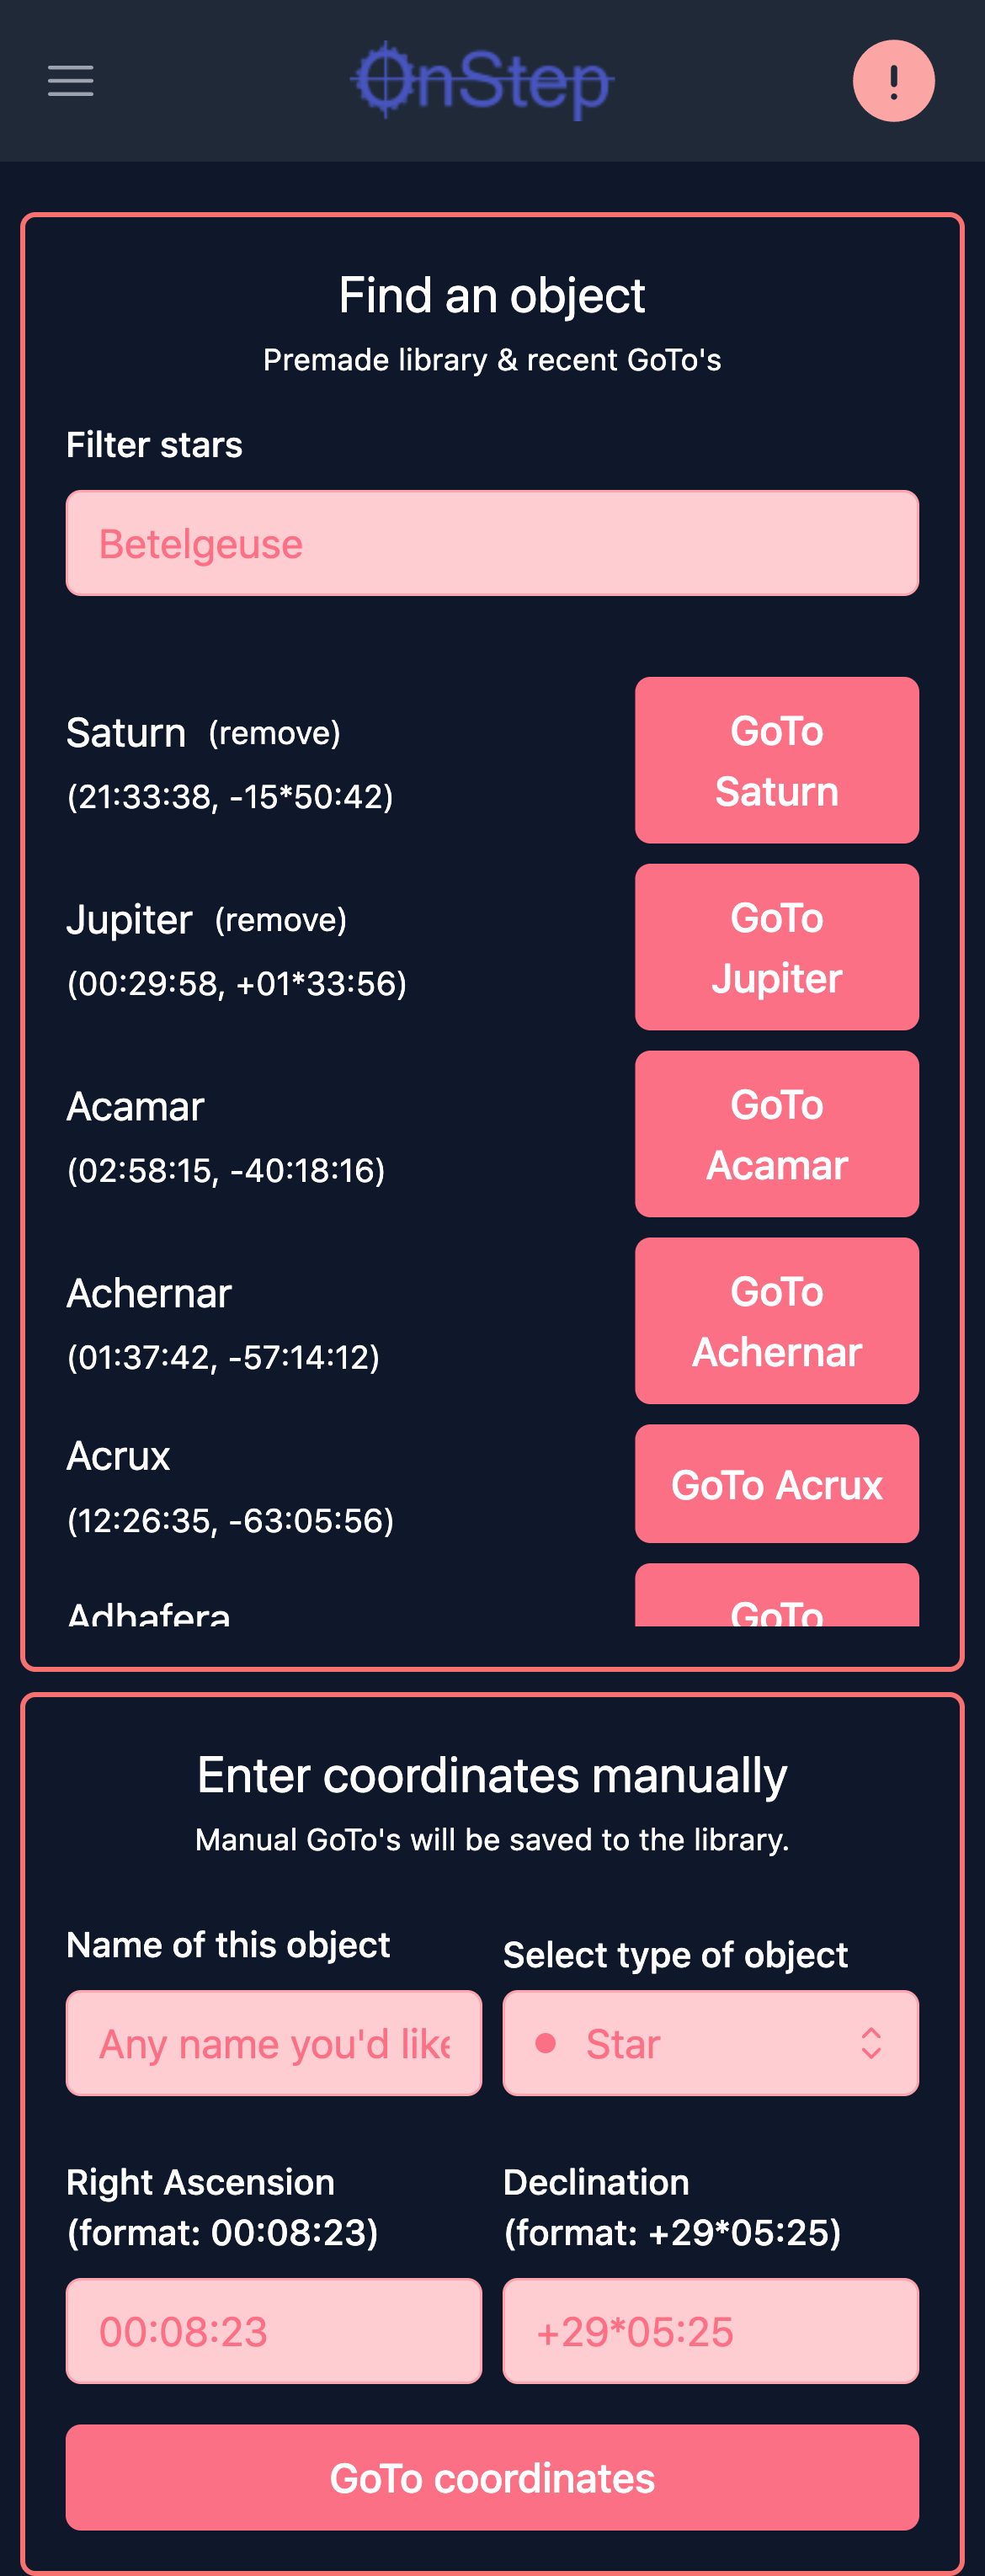 OnStep
!
Find an object
Premade library & recent GoTo's
Filter stars
Betelgeuse
Saturn (remove)
(21:33:38, -15*50:42)
GoTo
Saturn
Jupiter (remove)
(00:29:58, +01*33:56)
GoTo
Jupiter
Acamar
(02:58:15, -40:18:16)
GoTo
Acamar
Achernar
(01:37:42, -57:14:12)
GoTo
Achernar
Acrux
(12:26:35, -63:05:56)
GoTo Acrux
Adhafera
GoTo
Enter coordinates manually
Manual GoTo's will be saved to the library.
Name of this object
Any name you'd like
Select type of object
Star
Right Ascension
(format: 00:08:23)
00:08:23
Declination
(format: +29*05:25)
+29*05:25
GoTo coordinates